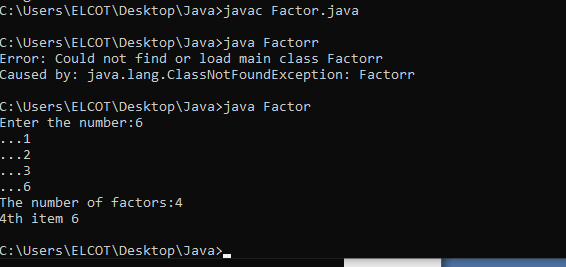 C:\Users\ELCOT\Desktop\Java>javac Factor.java
C:\Users\ELCOT\Desktop\Java>java Factorr
Error: Could not find or load main class Factorr
Caused by: java.lang.ClassNotFoundException: Factorr
C:\Users\ELCOT\Desktop\Java>java Factor
Enter the number:6
...1
...2
...3
...6
The number of factors:4
4th item 6
C:\Users\ELCOT\Desktop\Java>